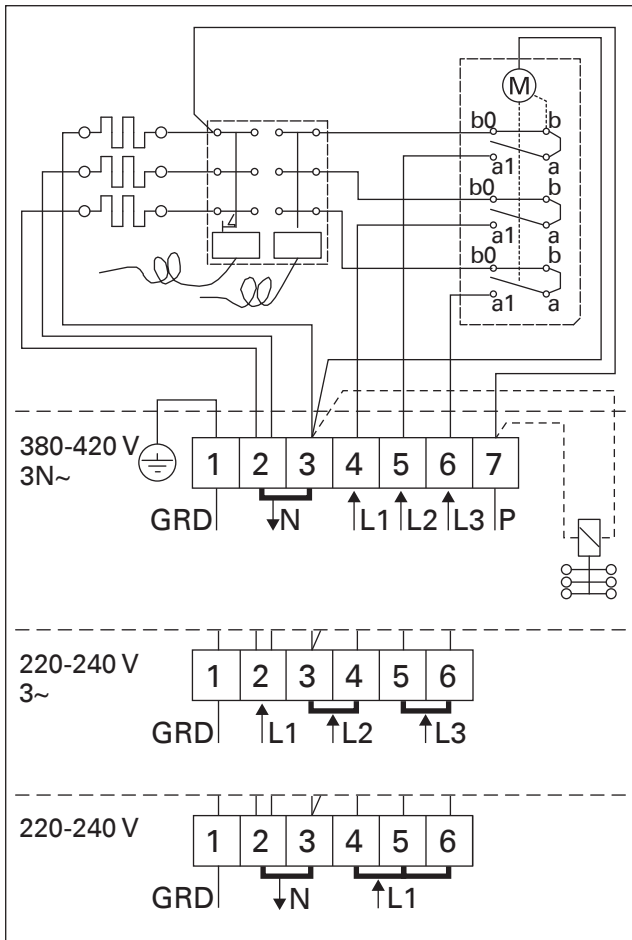 M
b0 b
a1 a
b0 b
a1 a
b0 b
a1 a
380-420 V
3N~
1 2 3 4 5 6 7
GRD N L1 L2 L3 P
220-240 V
3~
1 2 3 4 5 6
GRD L1 L2 L3
220-240 V
1 2 3 4 5 6
GRD N L1